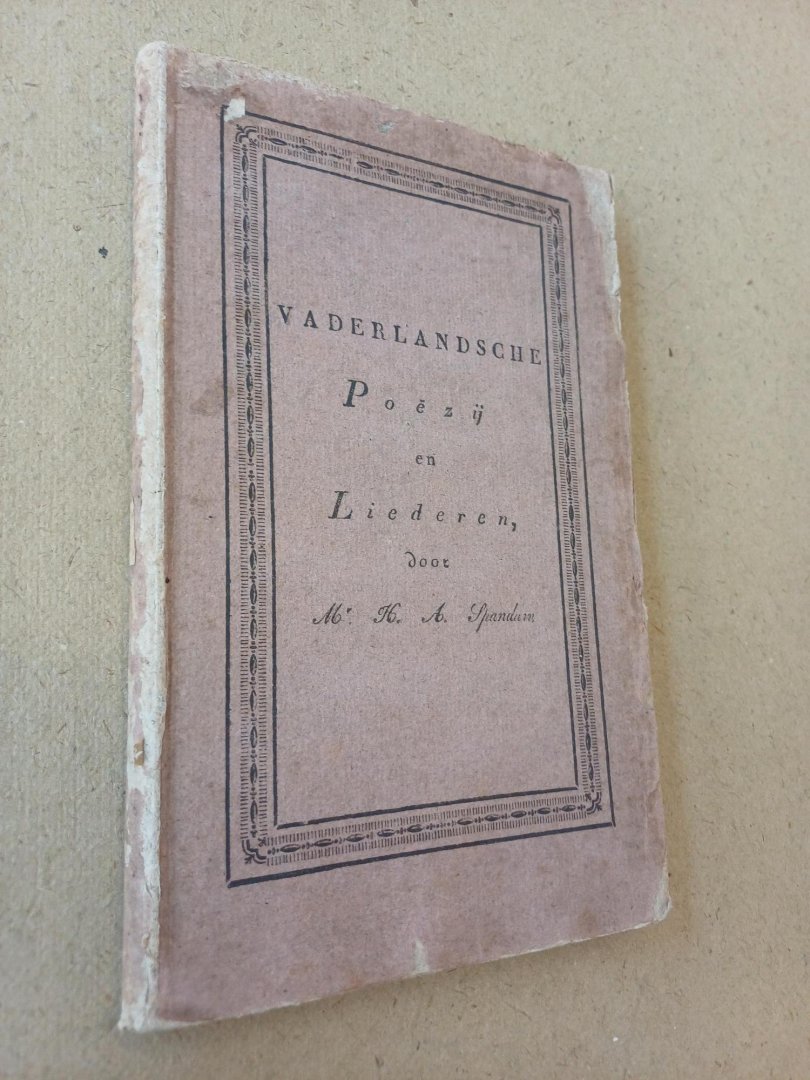 VADERLANDSCHE
Poëzij
en
Liederen,
door
Mr. H. A. Spandaw